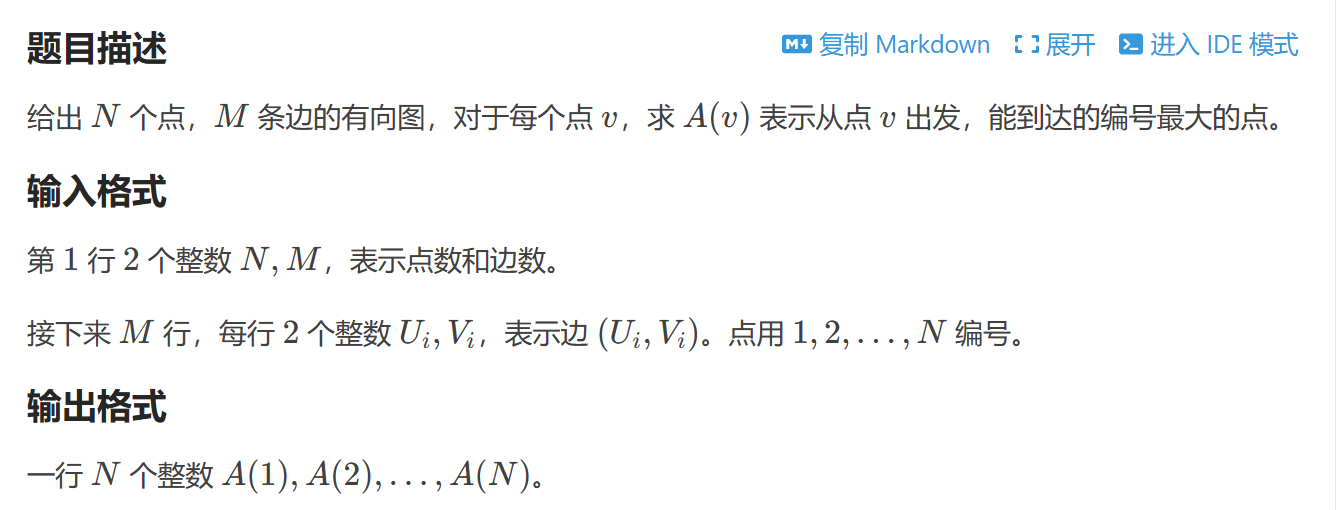 题目描述
复制 Markdown 展开 进入 IDE 模式
给出 N 个点，M 条边的有向图，对于每个点 v，求 A(v) 表示从点 v 出发，能到达的编号最大的点。
输入格式
第 1 行 2 个整数 N, M，表示点数和边数。
接下来 M 行，每行 2 个整数 U_i, V_i，表示边 (U_i, V_i)。点用 1, 2, ..., N 编号。
输出格式
一行 N 个整数 A(1), A(2), ..., A(N)。